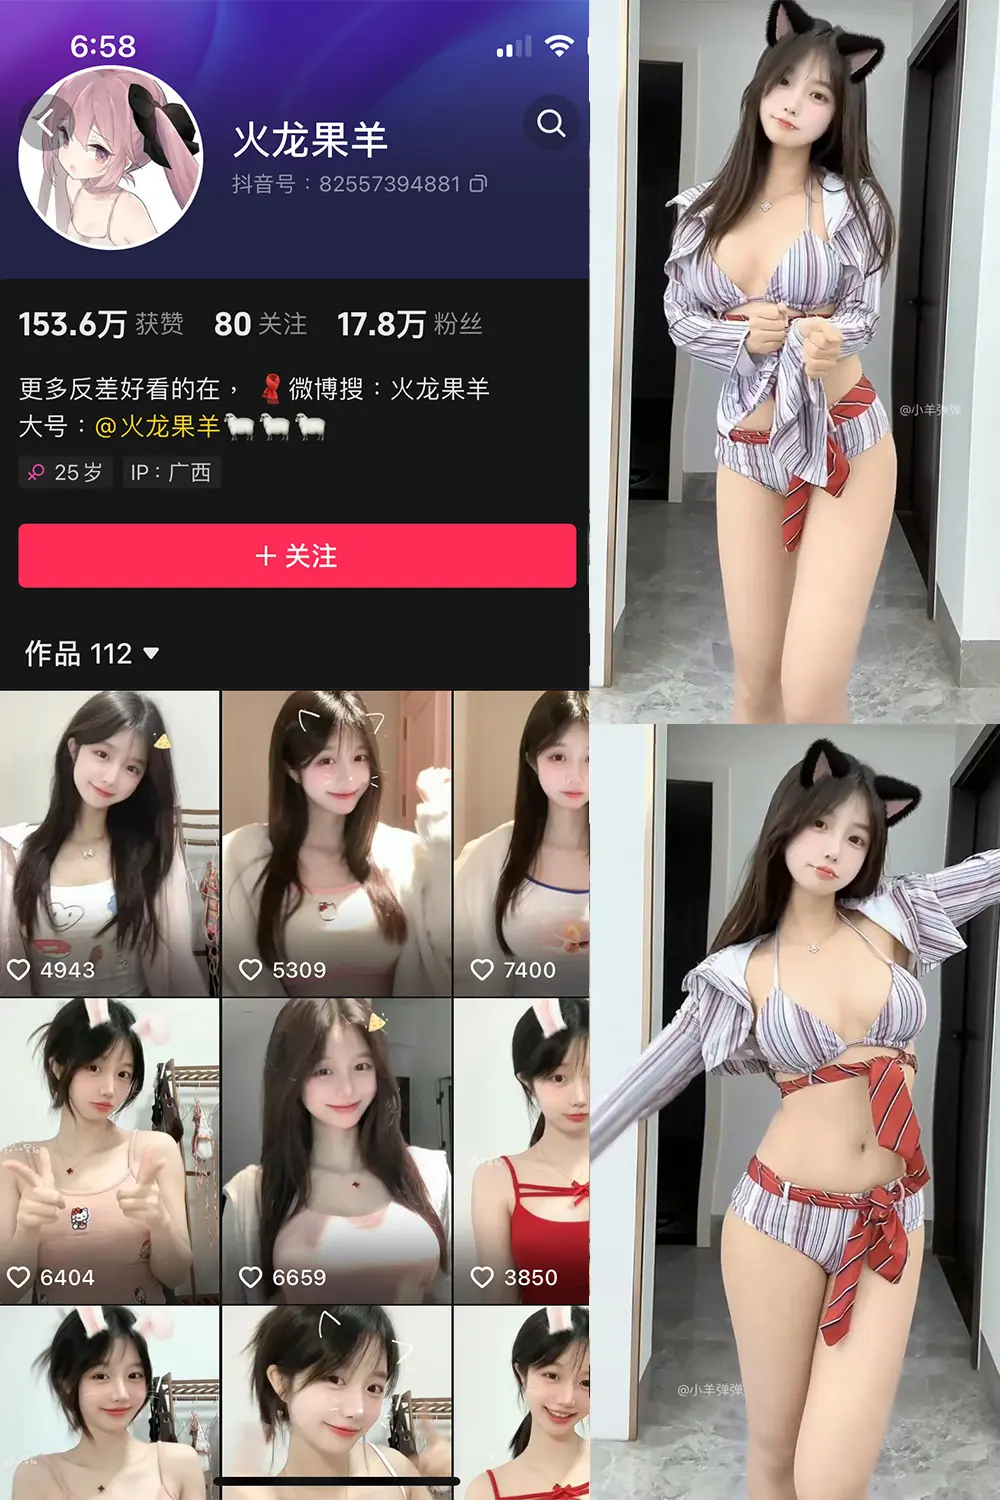 6:58
火龙果羊
抖音号：82557394881
153.6万 获赞 80 关注 17.8万 粉丝
更多反差好看的在， 🧣微博搜：火龙果羊
大号：@火龙果羊🐑🐑🐑
25岁 IP：广西
+ 关注
作品 112
4943
5309
7400
6404
6659
3850
@小羊弹弹
@小羊弹弹